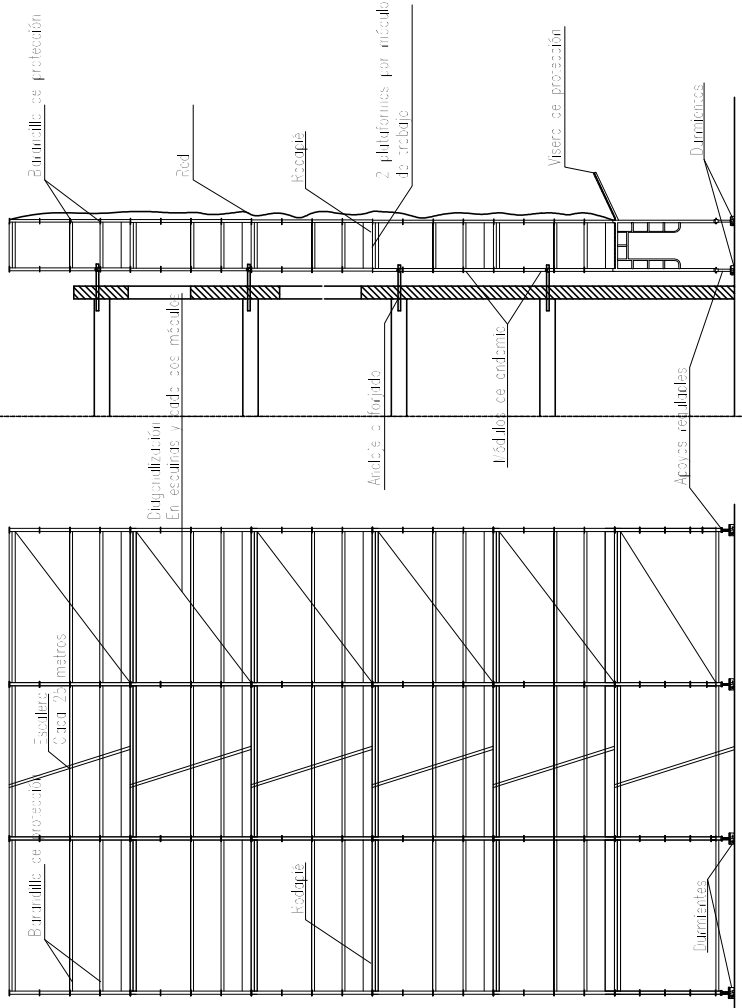 Barandilla de protección
Red
Rodapié
2 plataformas por módulo
de trabajo
Visera de protección
Durmientes
Diagonalización
En esquinas y cada dos módulos
Anclaje a forjado
Módulos de andamio
Apoyos regulables
Escalera
Cada 25 metros
Barandilla de protección
Rodapié
Durmientes